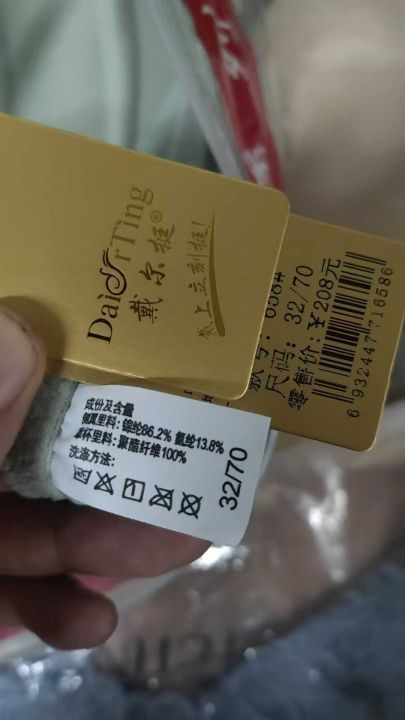 DaiErTing
戴尔挺®
穿上立刻挺!
款号: 658#
尺码: 32/70
零售价: ¥208元
6 932447 716586
成份及含量
侧翼里料: 锦纶86.2% 氨纶13.8%
罩杯里料: 聚酯纤维100%
洗涤方法:
32/70